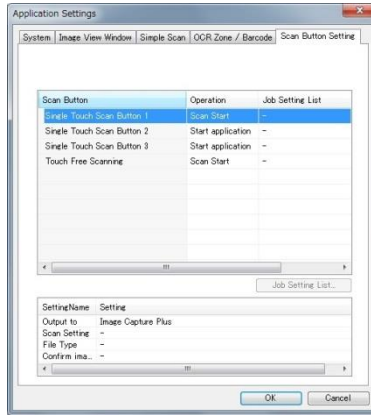 Application Settings
System Image View Window Simple Scan OCR Zone / Barcode Scan Button Setting
Scan Button Operation Job Setting List
Single Touch Scan Button 1 Scan Start -
Single Touch Scan Button 2 Start application -
Single Touch Scan Button 3 Start application -
Touch Free Scanning Scan Start -
Job Setting List...
SettingName Setting
Output to Image Capture Plus
Scan Setting -
File Type -
Confirm ima... -
OK Cancel